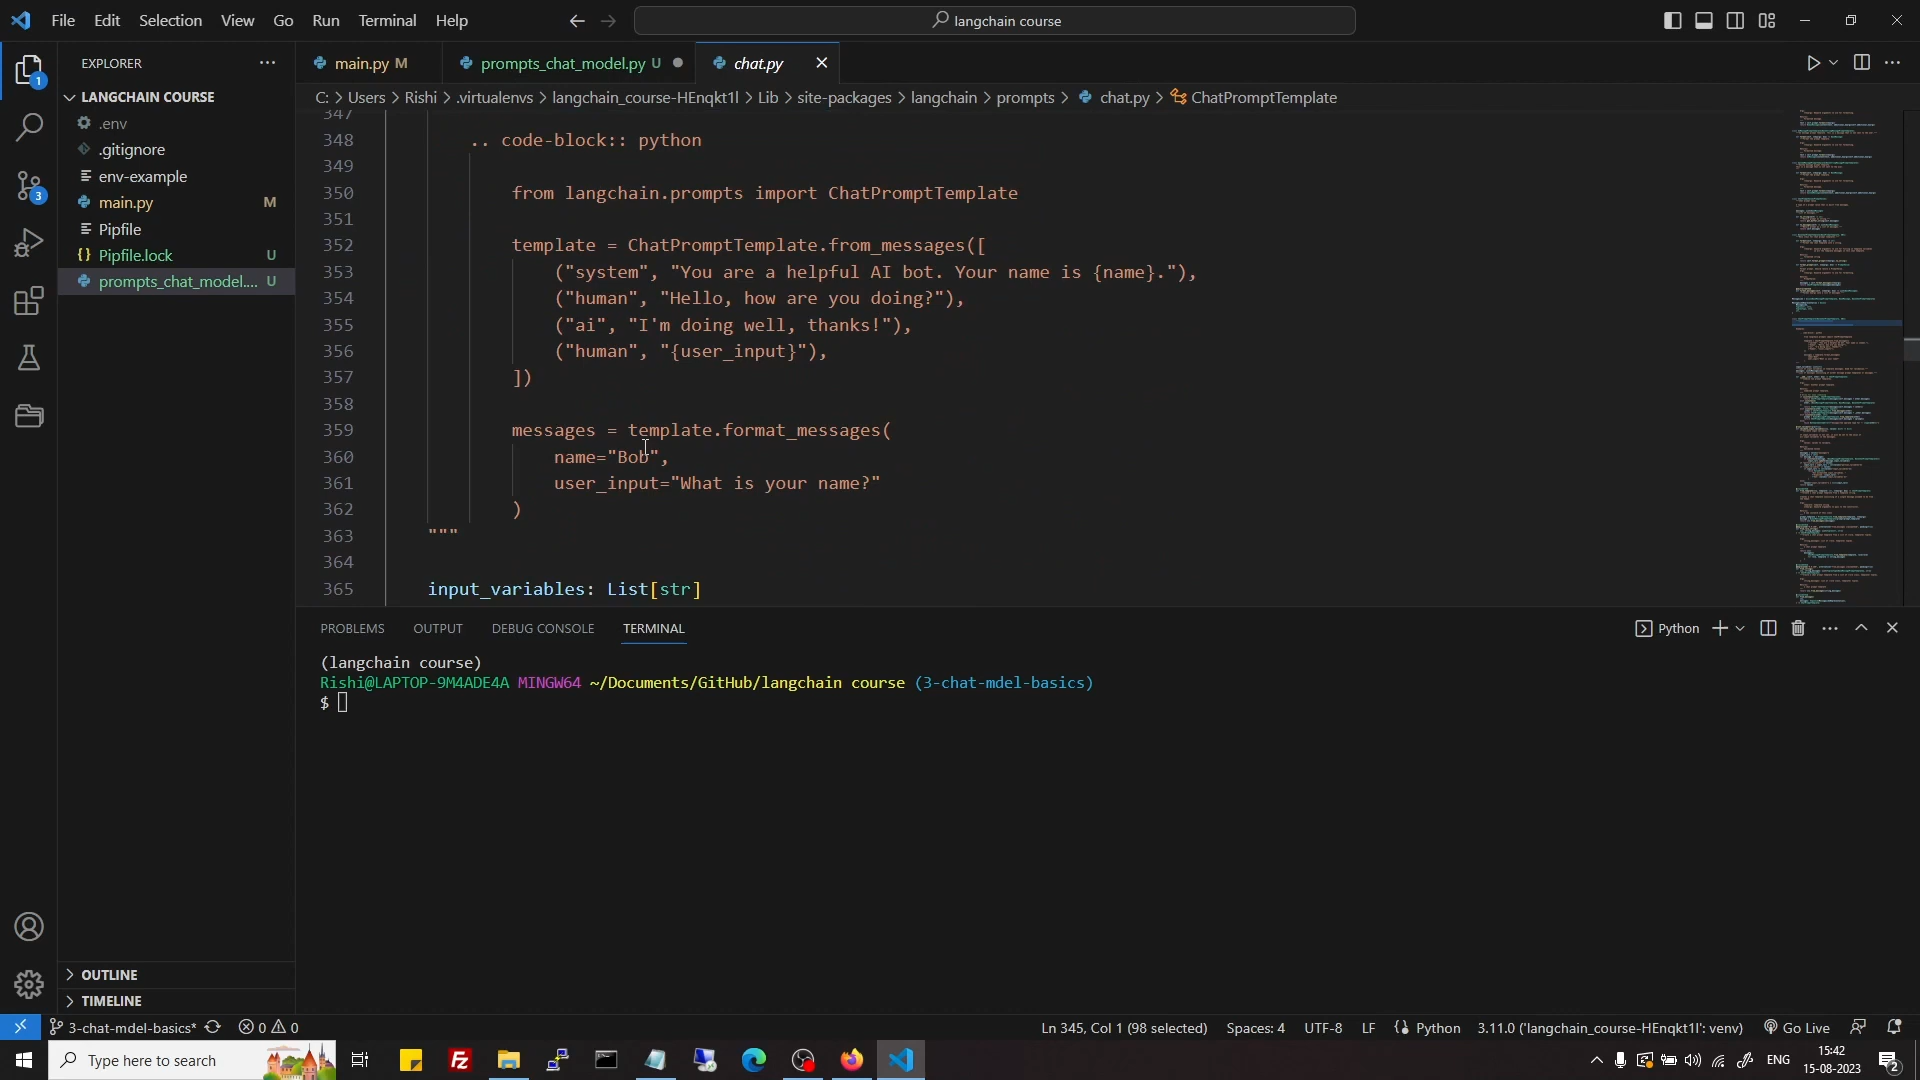 File Edit Selection View Go Run Terminal Help
langchain course
EXPLORER
main.py M
prompts_chat_model.py U
chat.py
C: > Users > Rishi > .virtualenvs > langchain_course-HEnqkt1l > Lib > site-packages > langchain > prompts > chat.py > ChatPromptTemplate
1
3
LANGCHAIN COURSE
.env
.gitignore
env-example
main.py M
Pipfile
Pipfile.lock U
prompts_chat_model.... U
OUTLINE
TIMELINE
347
348 .. code-block:: python
349
350 from langchain.prompts import ChatPromptTemplate
351
352 template = ChatPromptTemplate.from_messages([
353 ("system", "You are a helpful AI bot. Your name is {name}."),
354 ("human", "Hello, how are you doing?"),
355 ("ai", "I'm doing well, thanks!"),
356 ("human", "{user_input}"),
357 ])
358
359 messages = template.format_messages(
360 name="Bob",
361 user_input="What is your name?"
362 )
363 """
364
365 input_variables: List[str]
PROBLEMS OUTPUT DEBUG CONSOLE TERMINAL
Python
(langchain course)
Rishi@LAPTOP-9M4ADE4A MINGW64 ~/Documents/GitHub/langchain course (3-chat-mdel-basics)
$
3-chat-mdel-basics* 0 0
Ln 345, Col 1 (98 selected) Spaces: 4 UTF-8 LF Python 3.11.0 ('langchain_course-HEnqkt1l': venv) Go Live
Type here to search
ENG
15:42
15-08-2023
2